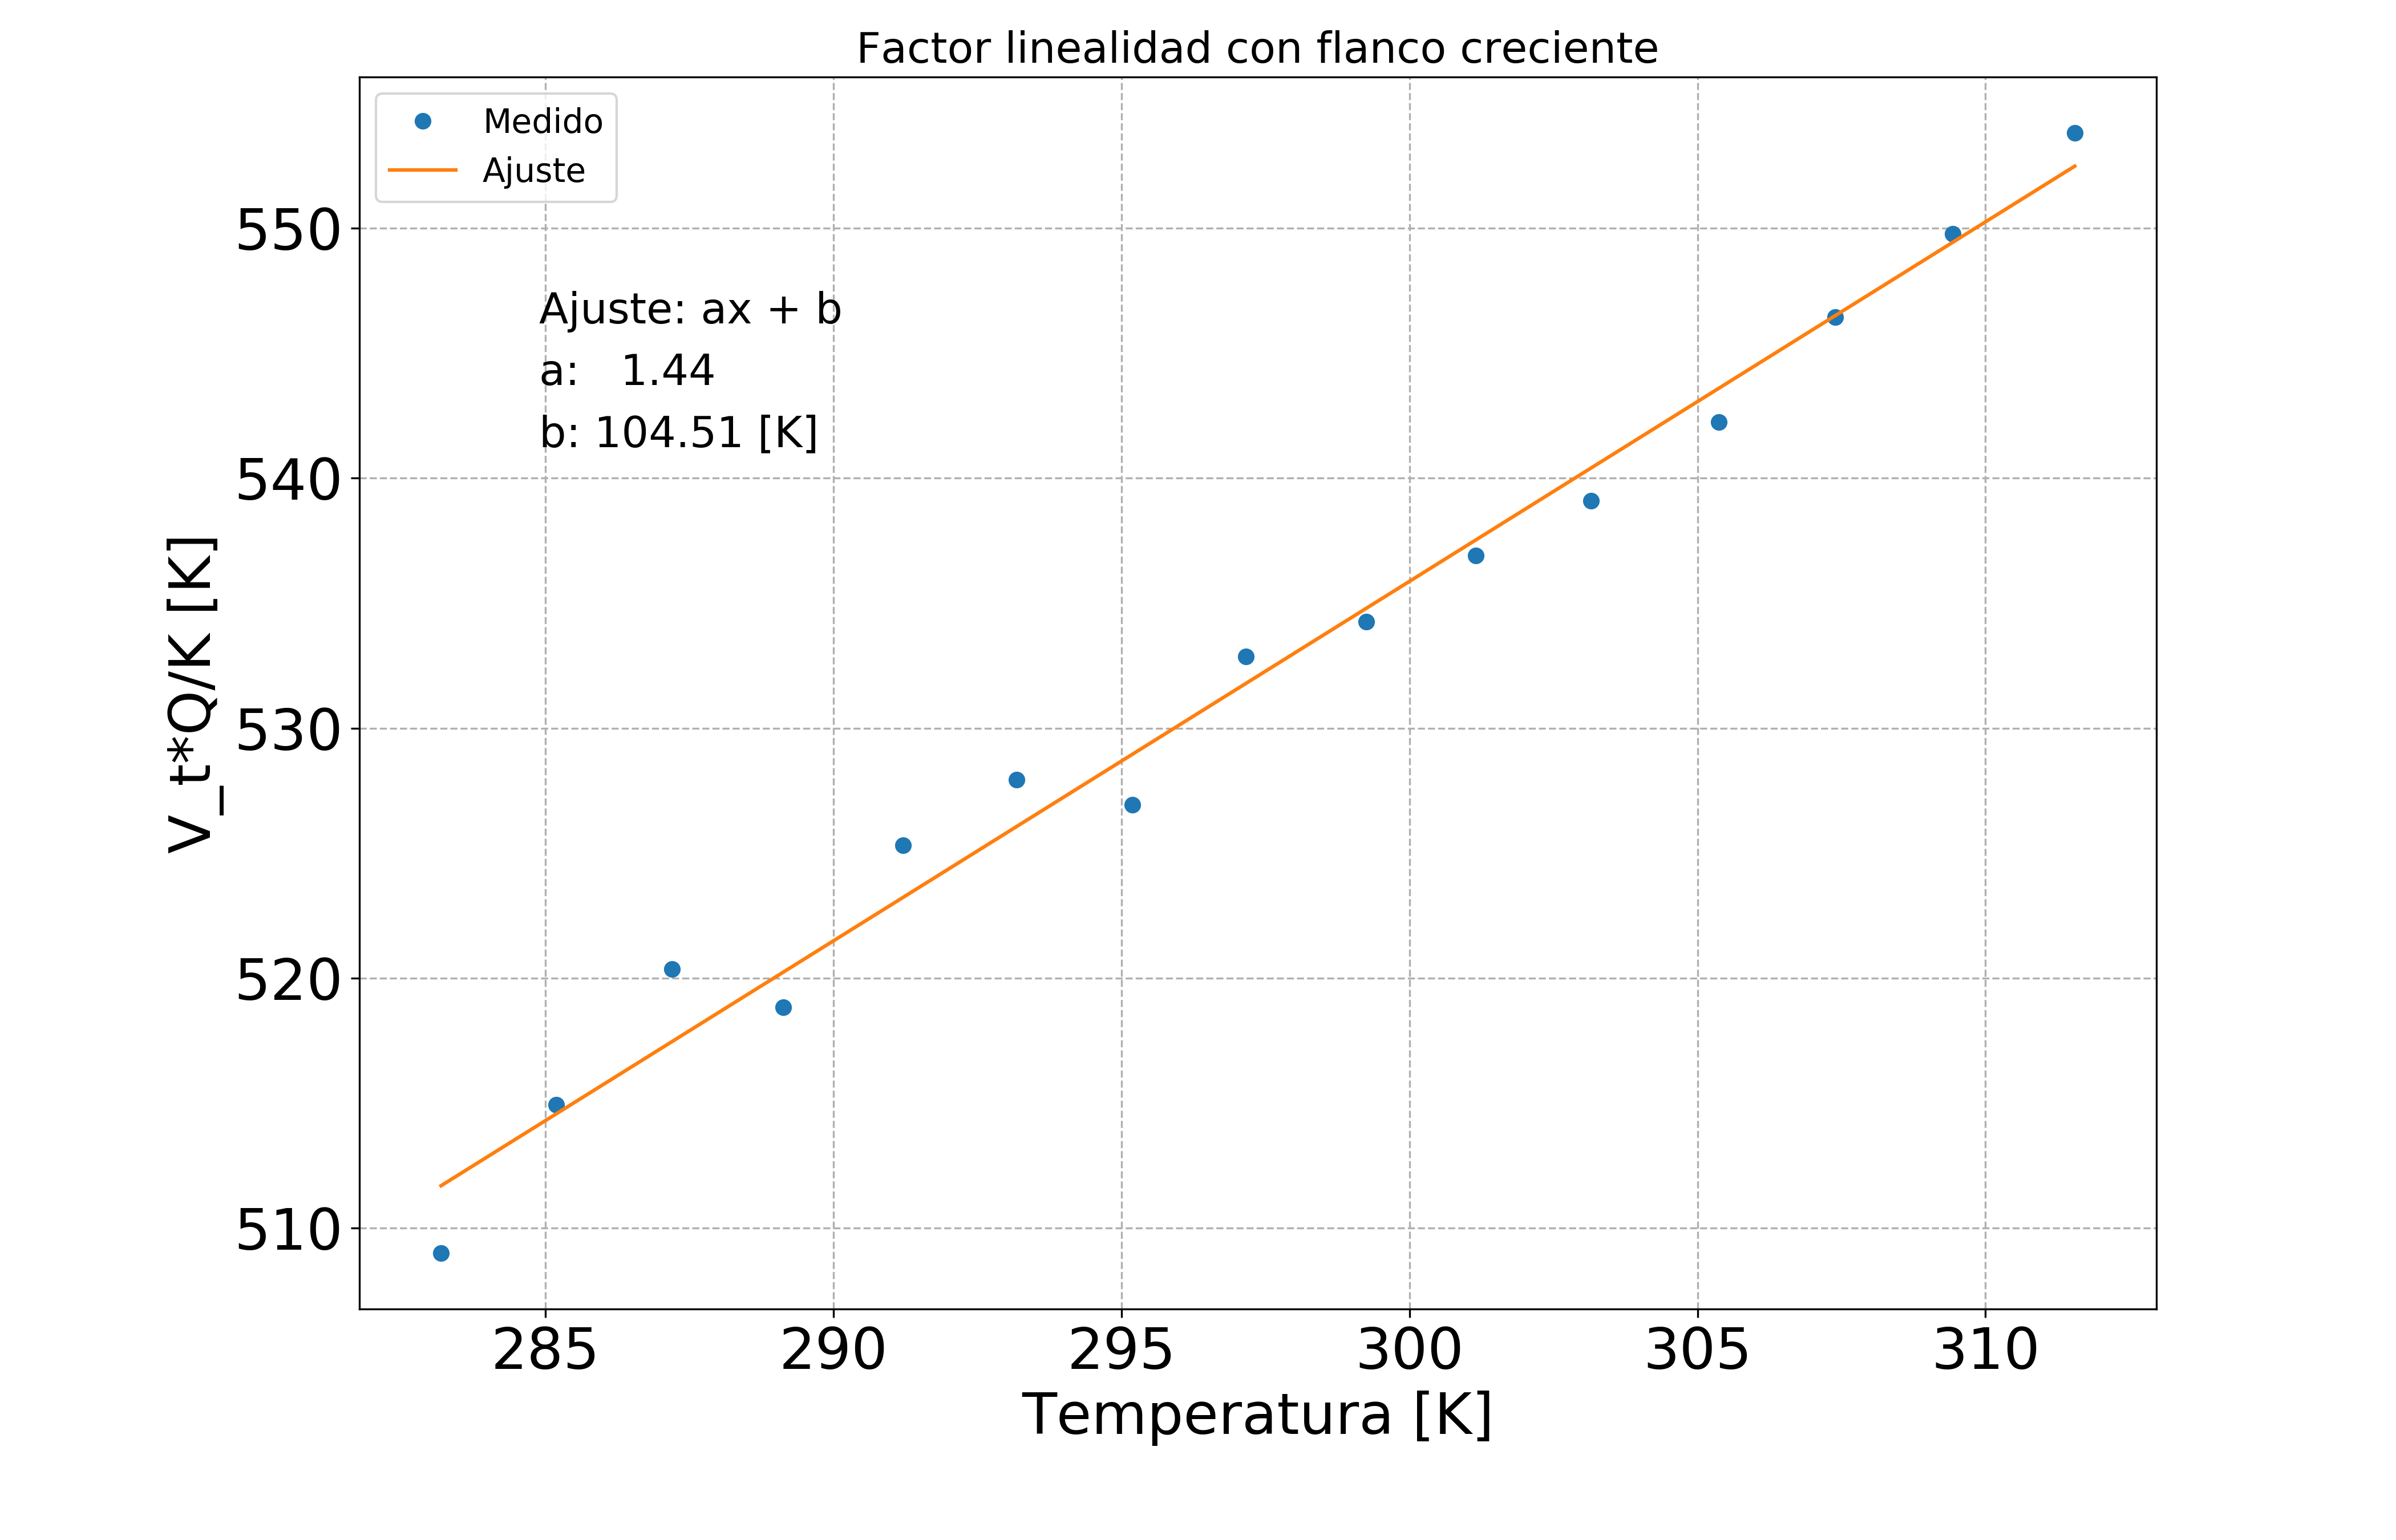 Factor linealidad con flanco creciente
Medido
Ajuste
Ajuste: ax + b
a:   1.44
b: 104.51 [K]
550
540
530
520
510
V_t*Q/K [K]
285 290 295 300 305 310
Temperatura [K]